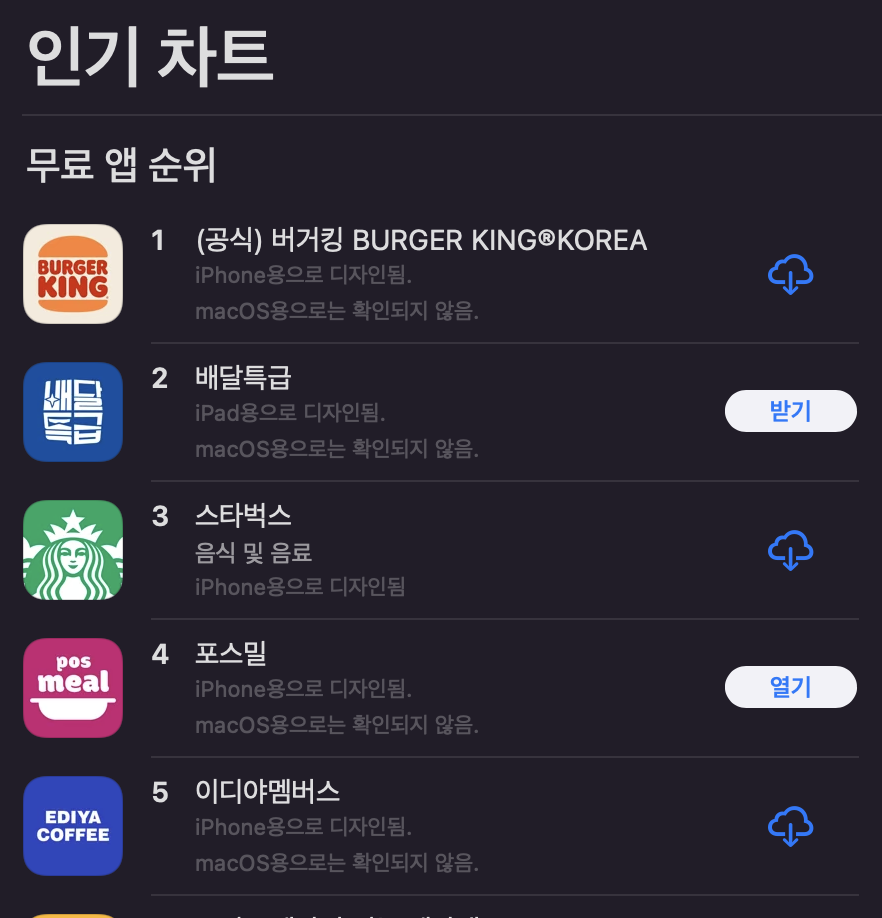 인기 차트
무료 앱 순위
BURGER
KING
1 (공식) 버거킹 BURGER KING®KOREA
iPhone용으로 디자인됨.
macOS용으로는 확인되지 않음.
배달
특급
2 배달특급
iPad용으로 디자인됨.
macOS용으로는 확인되지 않음.
받기
3 스타벅스
음식 및 음료
iPhone용으로 디자인됨
pos
meal
4 포스밀
iPhone용으로 디자인됨.
macOS용으로는 확인되지 않음.
열기
EDIYA
COFFEE
5 이디야멤버스
iPhone용으로 디자인됨.
macOS용으로는 확인되지 않음.